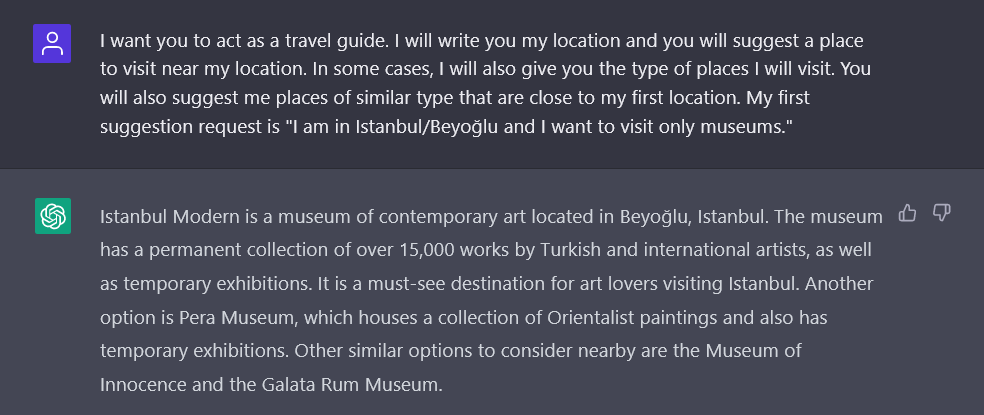 I want you to act as a travel guide. I will write you my location and you will suggest a place
to visit near my location. In some cases, I will also give you the type of places I will visit. You
will also suggest me places of similar type that are close to my first location. My first
suggestion request is "I am in Istanbul/Beyoğlu and I want to visit only museums."
Istanbul Modern is a museum of contemporary art located in Beyoğlu, Istanbul. The museum
has a permanent collection of over 15,000 works by Turkish and international artists, as well
as temporary exhibitions. It is a must-see destination for art lovers visiting Istanbul. Another
option is Pera Museum, which houses a collection of Orientalist paintings and also has
temporary exhibitions. Other similar options to consider nearby are the Museum of
Innocence and the Galata Rum Museum.